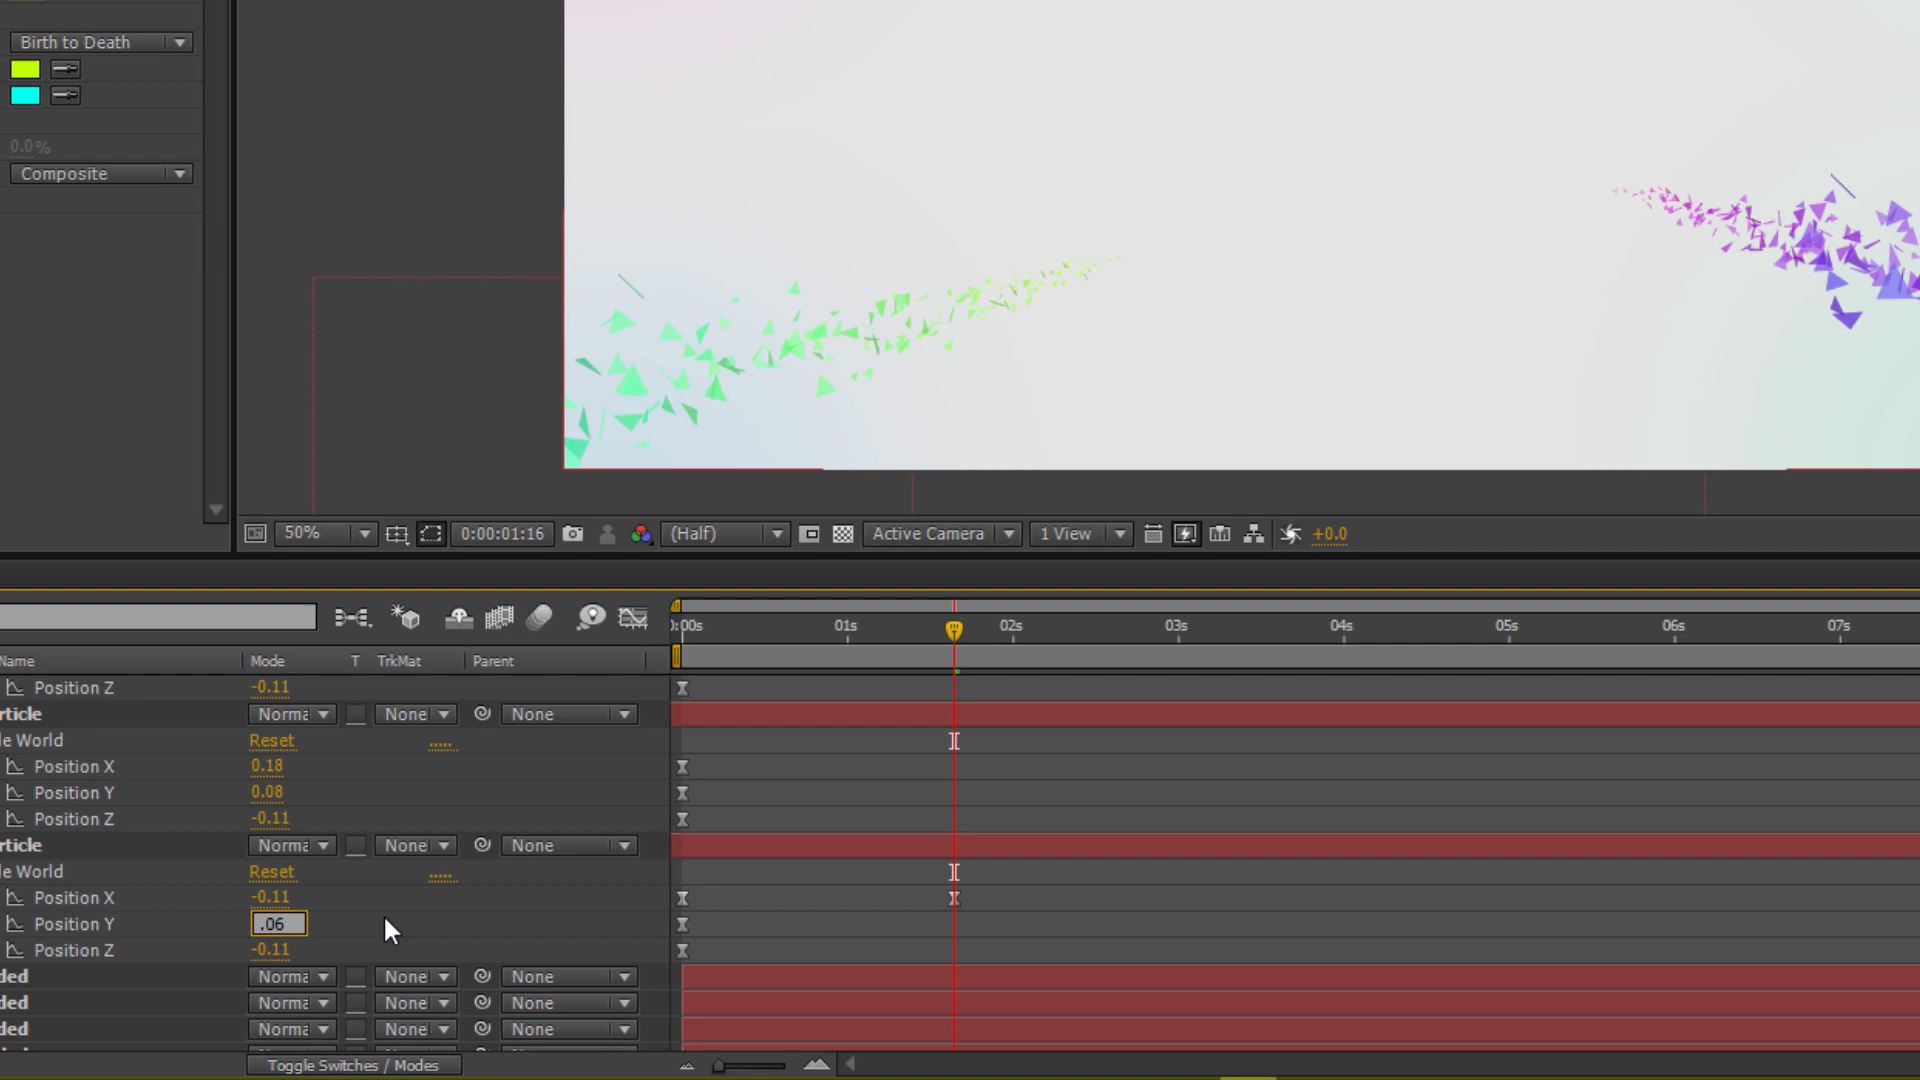 Birth to Death
0.0%
Composite
50%
0:00:01:16
(Half)
Active Camera
1 View
+0.0
0:00s 01s 02s 03s 04s 05s 06s 07s
Name Mode T TrkMat Parent
Position Z -0.11
rticle Norma None None
le World Reset .....
Position X 0.18
Position Y 0.08
Position Z -0.11
rticle Norma None None
le World Reset .....
Position X -0.11
Position Y .06
Position Z -0.11
ded Norma None None
ded Norma None None
ded Norma None None
Toggle Switches / Modes